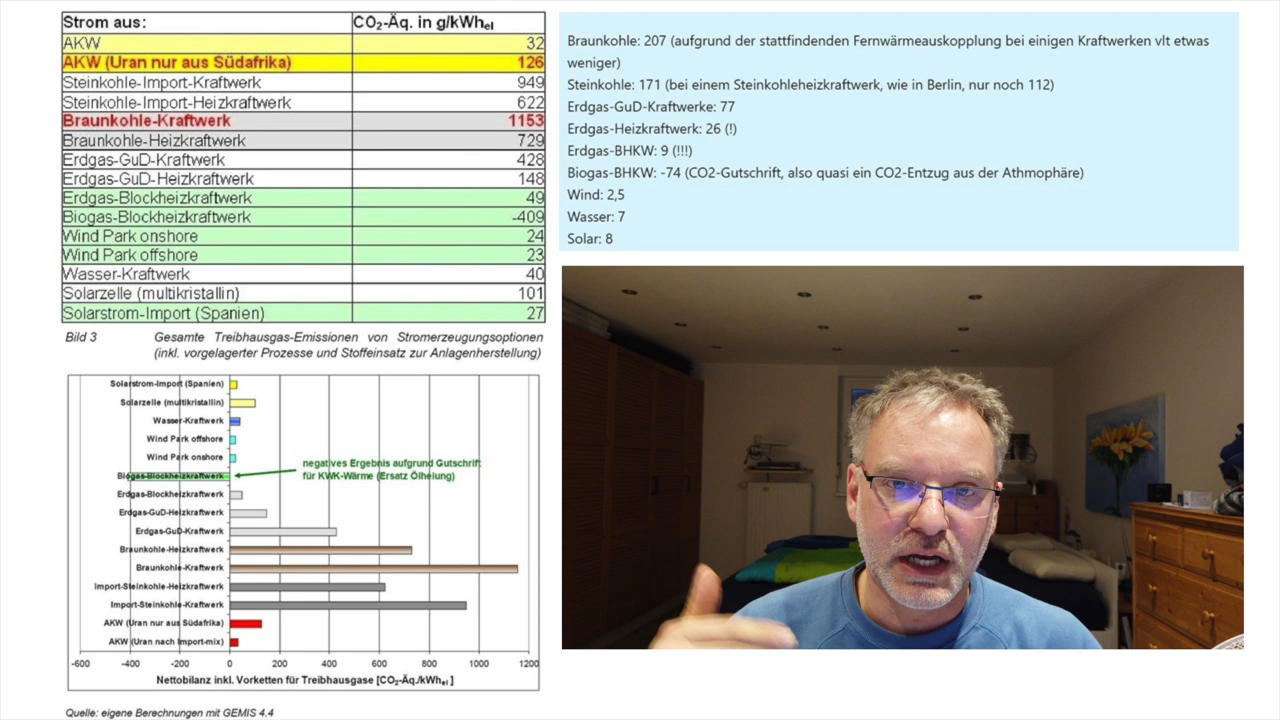 Strom aus: CO₂-Äq. in g/kWhₑₗ
AKW 32
AKW (Uran nur aus Südafrika) 126
Steinkohle-Import-Kraftwerk 949
Steinkohle-Import-Heizkraftwerk 622
Braunkohle-Kraftwerk 1153
Braunkohle-Heizkraftwerk 729
Erdgas-GuD-Kraftwerk 428
Erdgas-GuD-Heizkraftwerk 148
Erdgas-Blockheizkraftwerk 49
Biogas-Blockheizkraftwerk -409
Wind Park onshore 24
Wind Park offshore 23
Wasser-Kraftwerk 40
Solarzelle (multikristallin) 101
Solarstrom-Import (Spanien) 27
Bild 3 Gesamte Treibhausgas-Emissionen von Stromerzeugungsoptionen
(inkl. vorgelagerter Prozesse und Stoffeinsatz zur Anlagenherstellung)
Solarstrom-Import (Spanien)
Solarzelle (multikristallin)
Wasser-Kraftwerk
Wind Park offshore
Wind Park onshore
Biogas-Blockheizkraftwerk
negatives Ergebnis aufgrund Gutschrift
für KWK-Wärme (Ersatz Ölheiung)
Erdgas-Blockheizkraftwerk
Erdgas-GuD-Heizkraftwerk
Erdgas-GuD-Kraftwerk
Braunkohle-Heizkraftwerk
Braunkohle-Kraftwerk
Import-Steinkohle-Heizkraftwerk
Import-Steinkohle-Kraftwerk
AKW (Uran nur aus Südafrika)
AKW (Uran nach Import-mix)
-600 -400 -200 0 200 400 600 800 1000 1200
Nettobilanz inkl. Vorketten für Treibhausgase [CO₂-Äq./kWhₑₗ]
Quelle: eigene Berechnungen mit GEMIS 4.4
Braunkohle: 207 (aufgrund der stattfindenden Fernwärmeauskopplung bei einigen Kraftwerken vlt etwas
weniger)
Steinkohle: 171 (bei einem Steinkohleheizkraftwerk, wie in Berlin, nur noch 112)
Erdgas-GuD-Kraftwerke: 77
Erdgas-Heizkraftwerk: 26 (!)
Erdgas-BHKW: 9 (!!!)
Biogas-BHKW: -74 (CO2-Gutschrift, also quasi ein CO2-Entzug aus der Athmophäre)
Wind: 2,5
Wasser: 7
Solar: 8